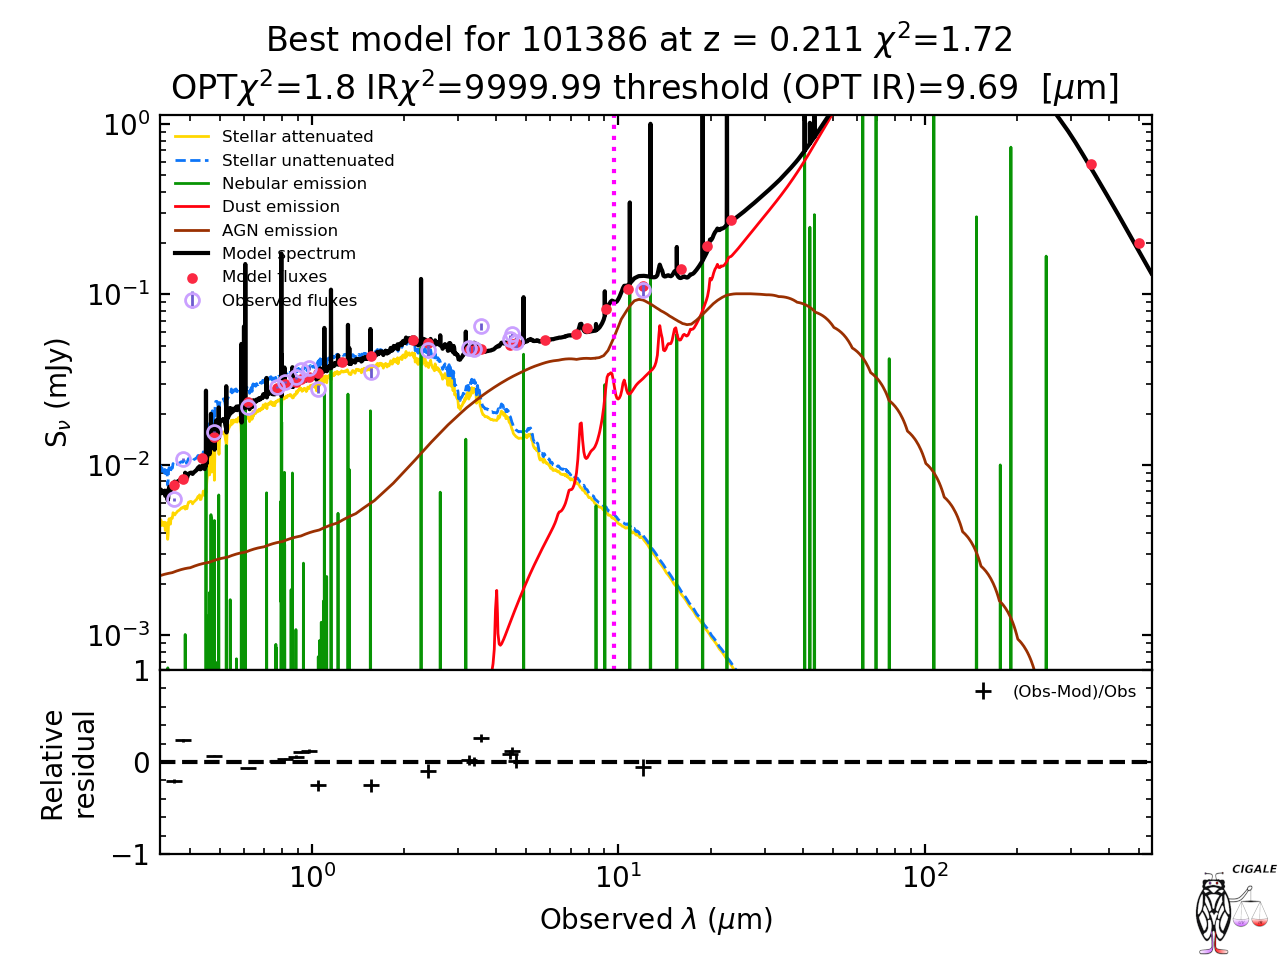 Best model for 101386 at z = 0.211 χ²=1.72
OPTχ²=1.8 IRχ²=9999.99 threshold (OPT IR)=9.69 [μm]
10⁰
10⁻¹
10⁻²
10⁻³
Sν (mJy)
Stellar attenuated
Stellar unattenuated
Nebular emission
Dust emission
AGN emission
Model spectrum
Model fluxes
Observed fluxes
1
0
−1
Relative
residual
(Obs-Mod)/Obs
10⁰
10¹
10²
Observed λ (μm)
CIGALE